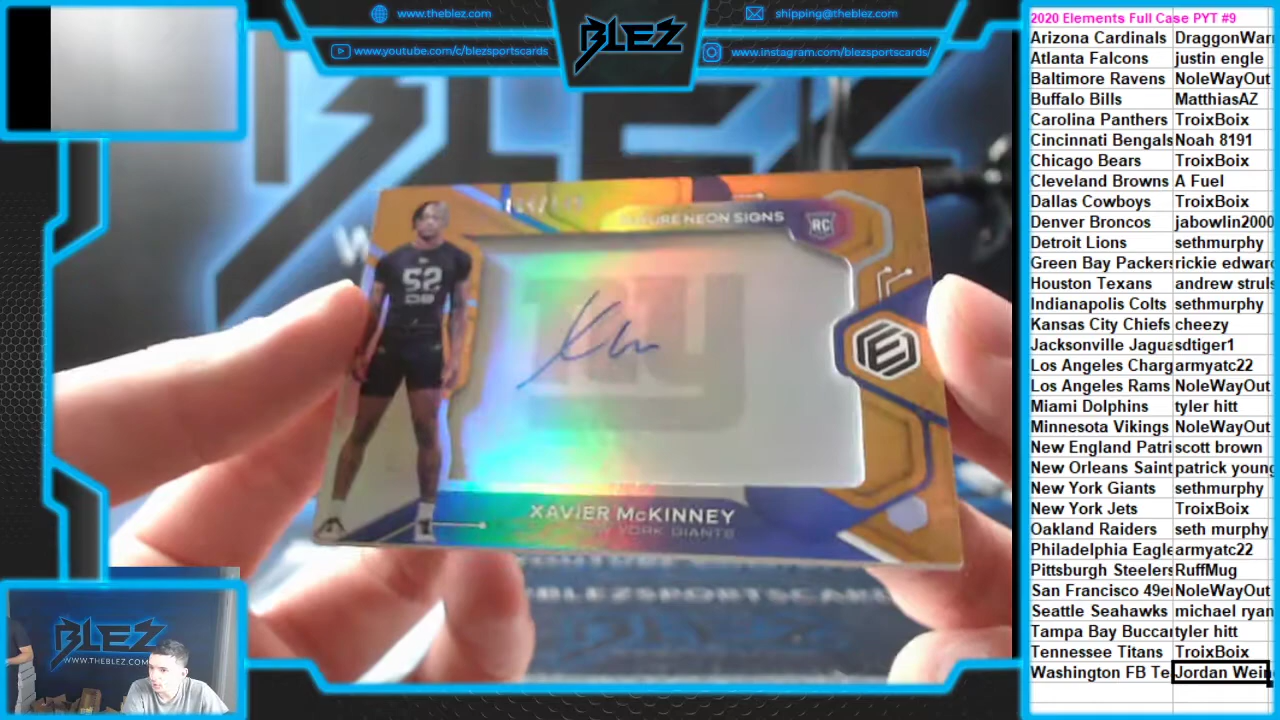 www.theblez.com
shipping@theblez.com
BLEZ
www.youtube.com/c/blezsportscards
www.instagram.com/blezsportscards/
NEON SIGNS
RC
52
DB
E
XAVIER McKINNEY
NEW YORK GIANTS
BLEZSPORTSCARDS
BLEZ
WWW.THEBLEZ.COM
2020 Elements Full Case PYT #9
Arizona Cardinals DraggonWar
Atlanta Falcons justin engle
Baltimore Ravens NoleWayOut
Buffalo Bills MatthiasAZ
Carolina Panthers TroixBoix
Cincinnati Bengals Noah 8191
Chicago Bears TroixBoix
Cleveland Browns A Fuel
Dallas Cowboys TroixBoix
Denver Broncos jabowlin2000
Detroit Lions sethmurphy
Green Bay Packers rickie edwar
Houston Texans andrew struls
Indianapolis Colts sethmurphy
Kansas City Chiefs cheezy
Jacksonville Jagua sdtiger1
Los Angeles Charg armyatc22
Los Angeles Rams NoleWayOut
Miami Dolphins tyler hitt
Minnesota Vikings NoleWayOut
New England Patri scott brown
New Orleans Saint patrick young
New York Giants sethmurphy
New York Jets TroixBoix
Oakland Raiders seth murphy
Philadelphia Eagle armyatc22
Pittsburgh Steelers RuffMug
San Francisco 49e NoleWayOut
Seattle Seahawks michael ryan
Tampa Bay Bucca tyler hitt
Tennessee Titans TroixBoix
Washington FB Te Jordan Wein